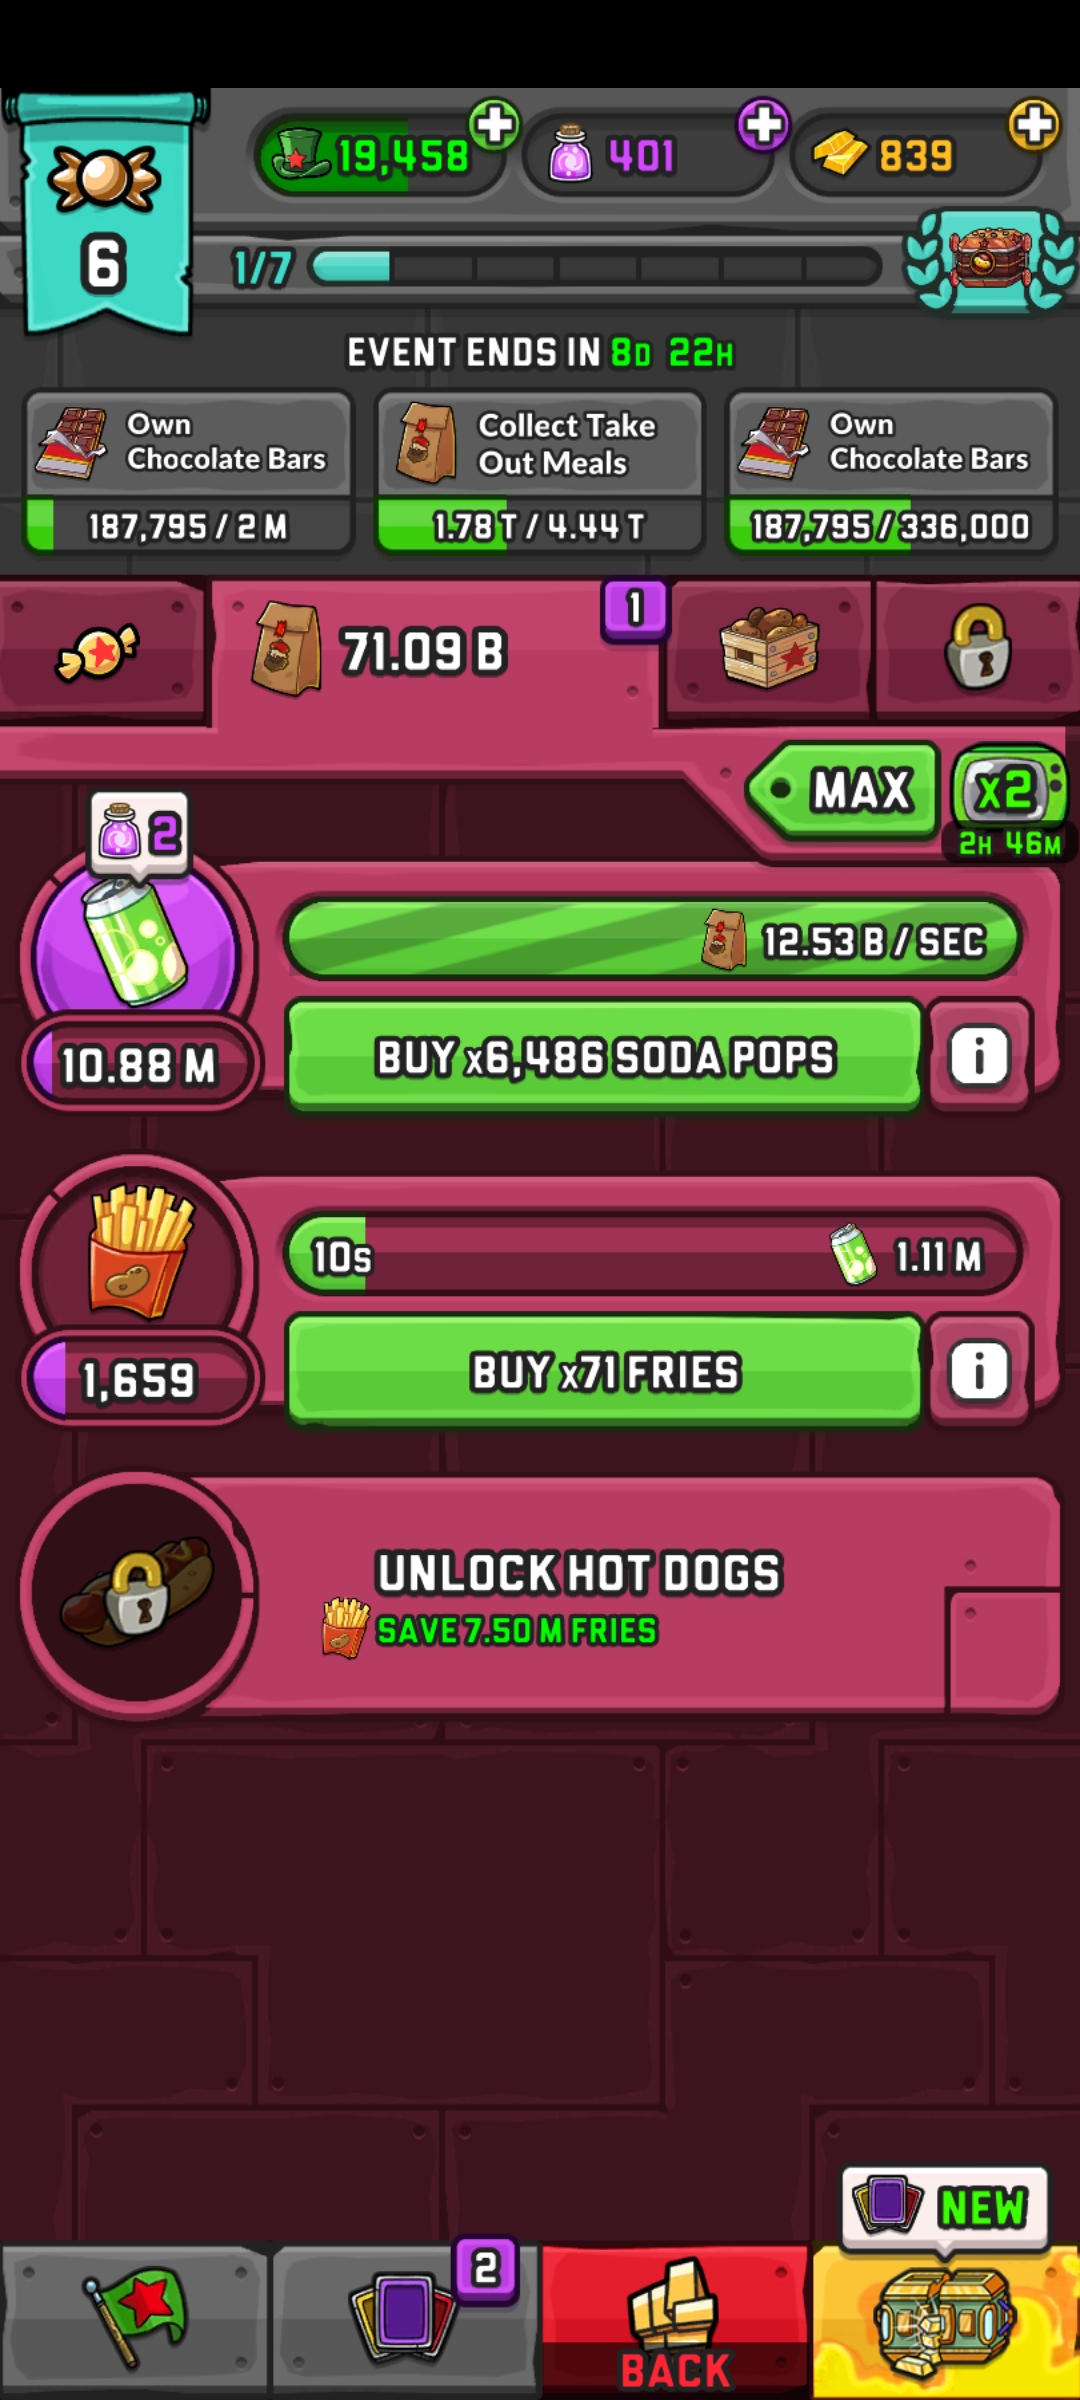 19,458
401
839
6
1/7
EVENT ENDS IN 8D 22H
Own
Chocolate Bars
187,795 / 2 M
Collect Take
Out Meals
1.78 T / 4.44 T
Own
Chocolate Bars
187,795 / 336,000
71.09 B
1
MAX
x2
2H 46M
2
12.53 B / SEC
10.88 M
BUY x6,486 SODA POPS
i
10s
1.11 M
1,659
BUY x71 FRIES
i
UNLOCK HOT DOGS
SAVE 7.50 M FRIES
NEW
2
BACK